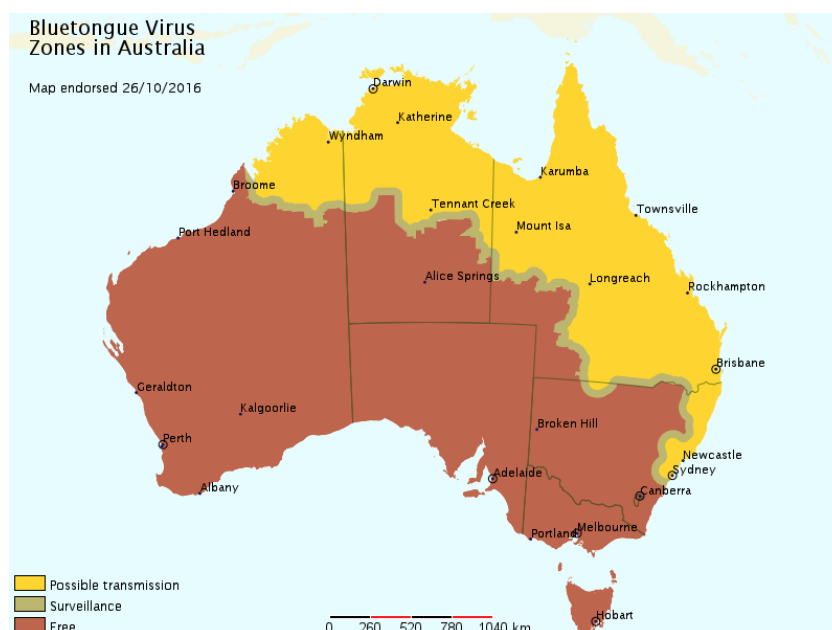 Bluetongue Virus
Zones in Australia
Map endorsed 26/10/2016
Darwin
Katherine
Wyndham
Karumba
Broome
Tennant Creek
Townsville
Mount Isa
Port Hedland
Alice Springs
Longreach
Rockhampton
Brisbane
Geraldton
Kalgoorlie
Broken Hill
Perth
Newcastle
Sydney
Adelaide
Albany
Canberra
Portland
Melbourne
Possible transmission
Surveillance
Free
Hobart
0 260 520 780 1040 km